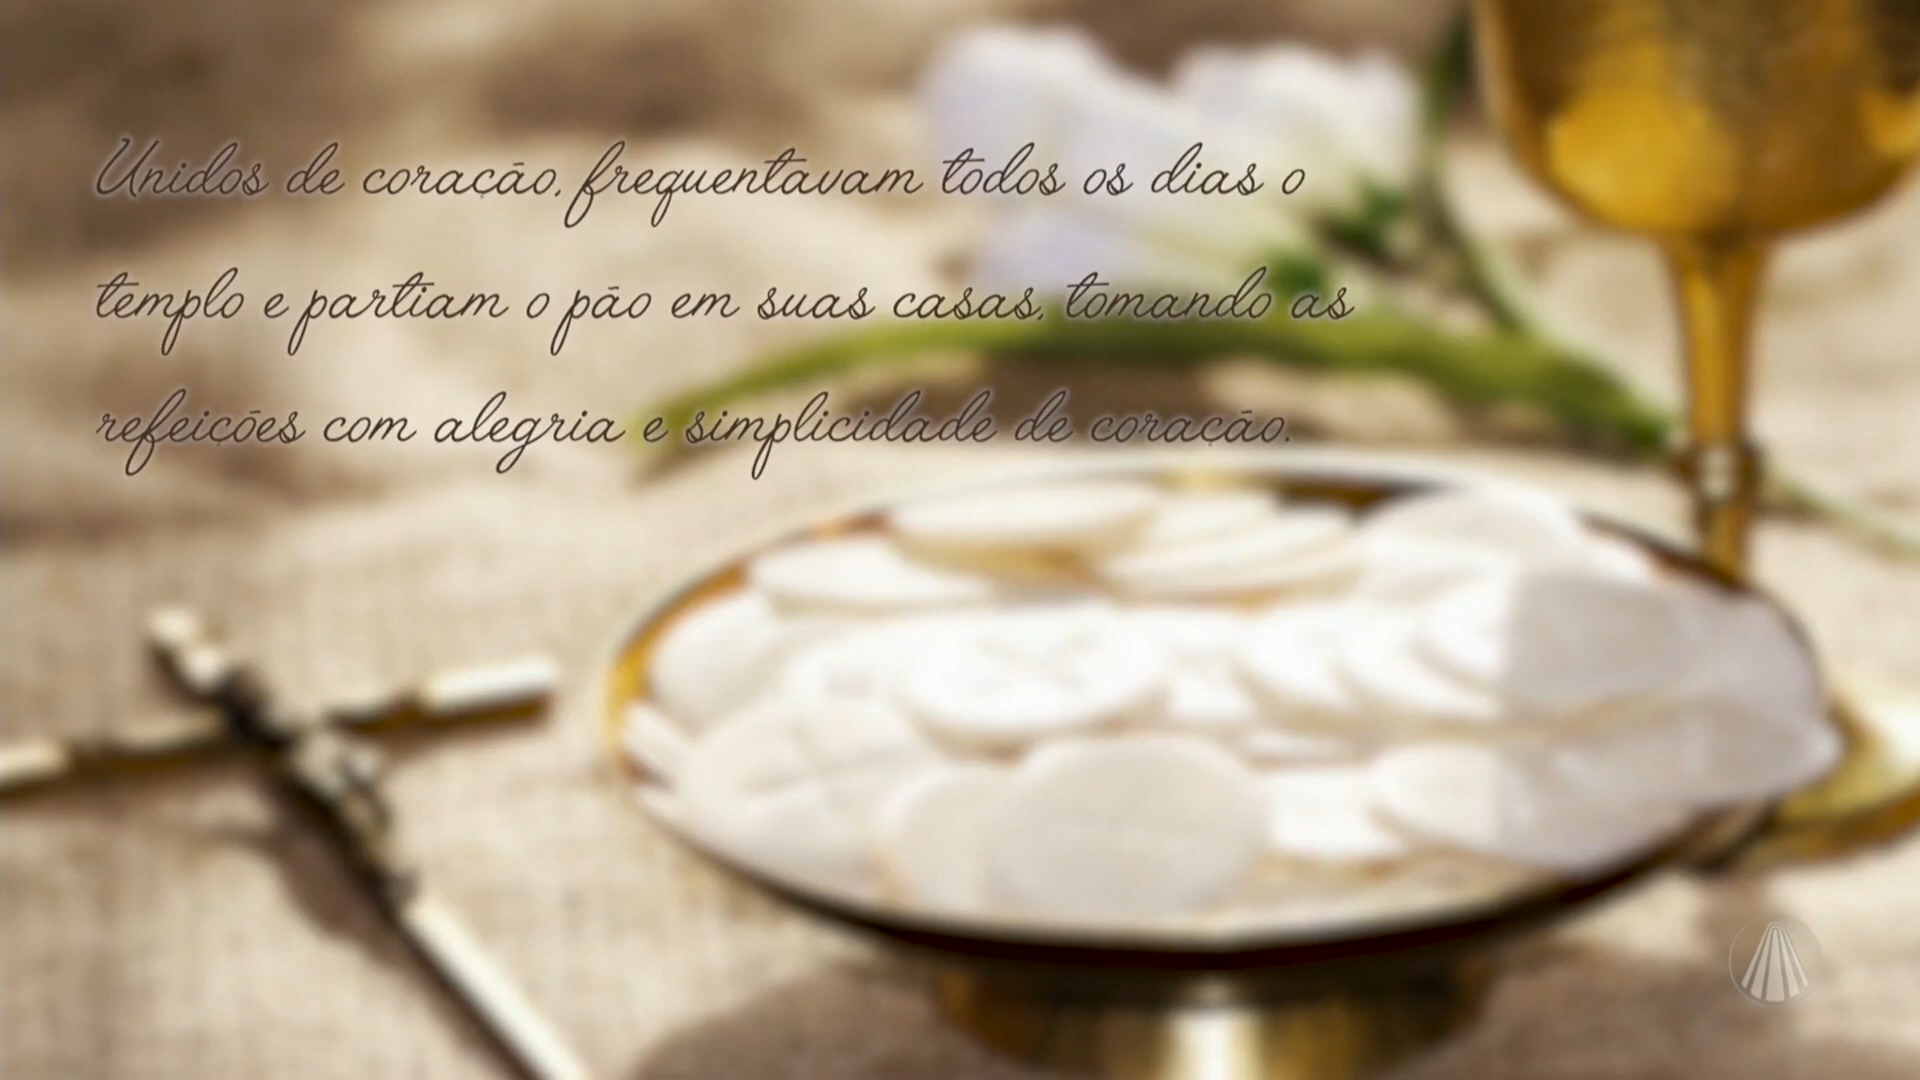 Unidos de coração, frequentavam todos os dias o
templo e partiam o pão em suas casas, tomando as
refeições com alegria e simplicidade de coração.